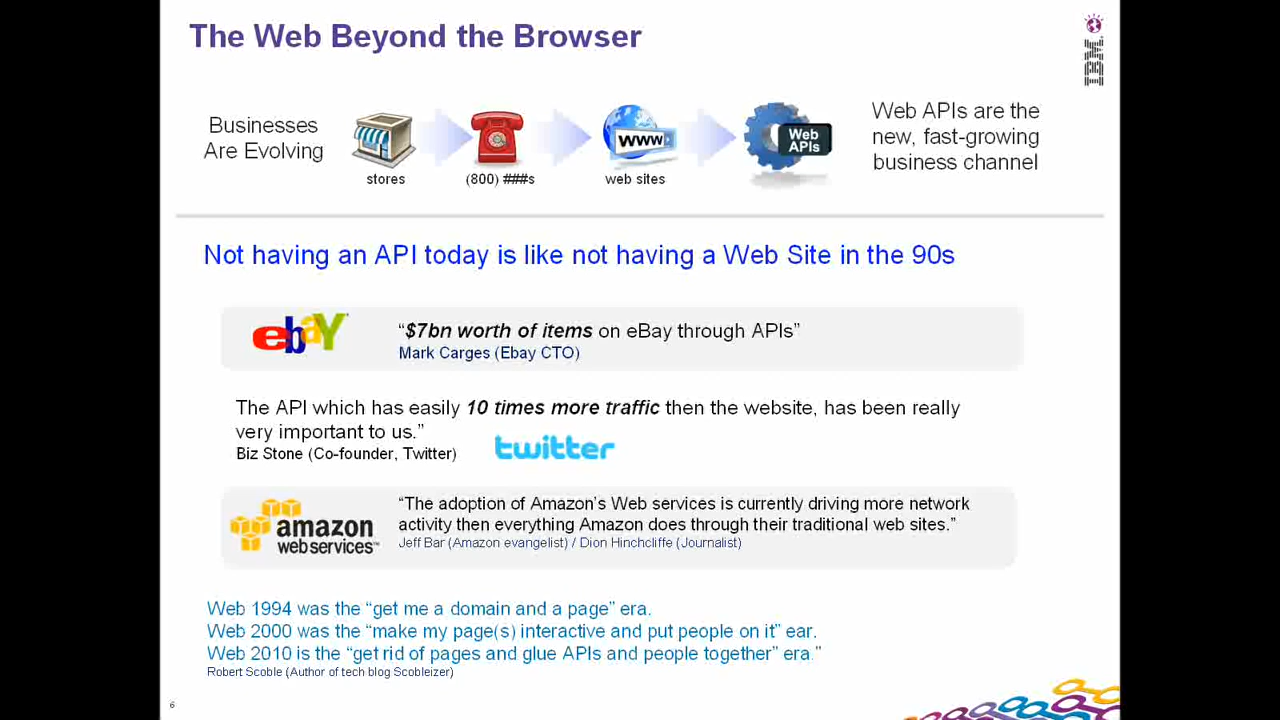 The Web Beyond the Browser
IBM
Businesses
Are Evolving
stores
(800) ###s
www
web sites
Web
APIs
Web APIs are the
new, fast-growing
business channel
Not having an API today is like not having a Web Site in the 90s
ebaY
“$7bn worth of items on eBay through APIs”
Mark Carges (Ebay CTO)
The API which has easily 10 times more traffic then the website, has been really
very important to us.”
Biz Stone (Co-founder, Twitter)
twitter
amazon
webservices™
“The adoption of Amazon’s Web services is currently driving more network
activity then everything Amazon does through their traditional web sites.”
Jeff Bar (Amazon evangelist) / Dion Hinchcliffe (Journalist)
Web 1994 was the “get me a domain and a page” era.
Web 2000 was the “make my page(s) interactive and put people on it” ear.
Web 2010 is the “get rid of pages and glue APIs and people together” era.”
Robert Scoble (Author of tech blog Scobleizer)
6